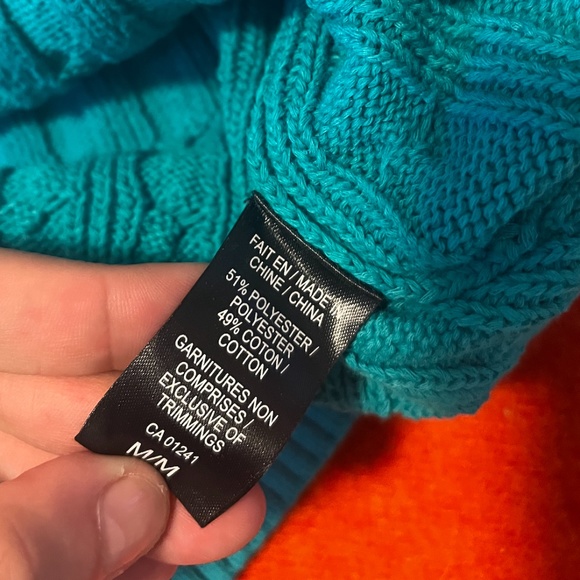 FAIT EN / MADE IN
CHINE / CHINA
51% POLYESTER /
POLYESTER
49% COTON /
COTTON
GARNITURES NON
COMPRISES /
EXCLUSIVE OF
TRIMMINGS
CA 01241
M/M